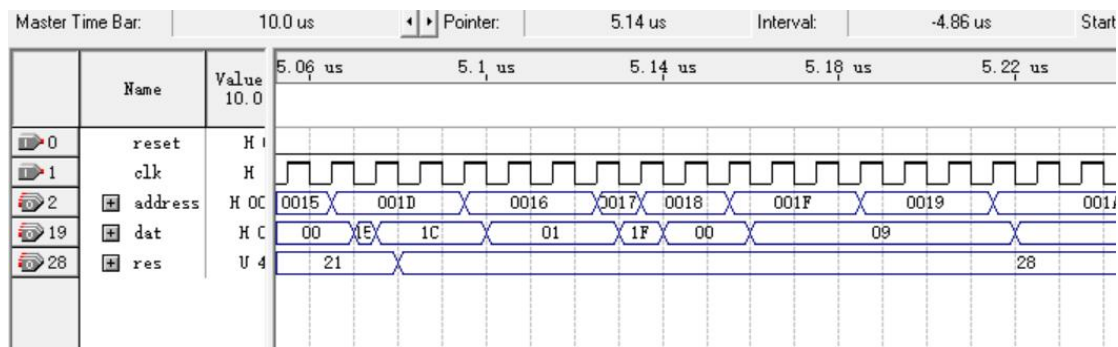 Master Time Bar: 10.0 us Pointer: 5.14 us Interval: -4.86 us Start
Name Value 10.0 5.06 us 5.1 us 5.14 us 5.18 us 5.22 us
0 reset H
1 clk H
2 address H 0C 0015 001D 0016 0017 0018 001F 0019 001
19 dat H 00 1E 1C 01 1F 00 09
28 res U 4 21 28